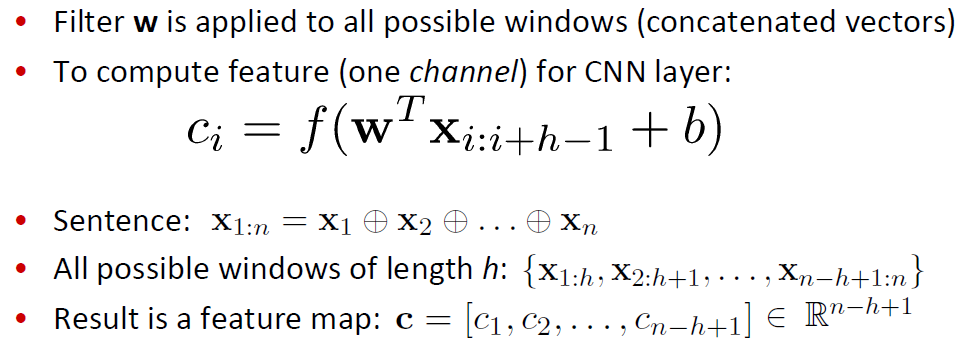 • Filter w is applied to all possible windows (concatenated vectors)
• To compute feature (one channel) for CNN layer:
$c_i = f(\mathbf{w}^T \mathbf{x}_{i:i+h-1} + b)$
• Sentence: $\mathbf{x}_{1:n} = \mathbf{x}_1 \oplus \mathbf{x}_2 \oplus \ldots \oplus \mathbf{x}_n$
• All possible windows of length h: $\{\mathbf{x}_{1:h}, \mathbf{x}_{2:h+1}, \ldots, \mathbf{x}_{n-h+1:n}\}$
• Result is a feature map: $\mathbf{c} = [c_1, c_2, \ldots, c_{n-h+1}] \in \mathbb{R}^{n-h+1}$